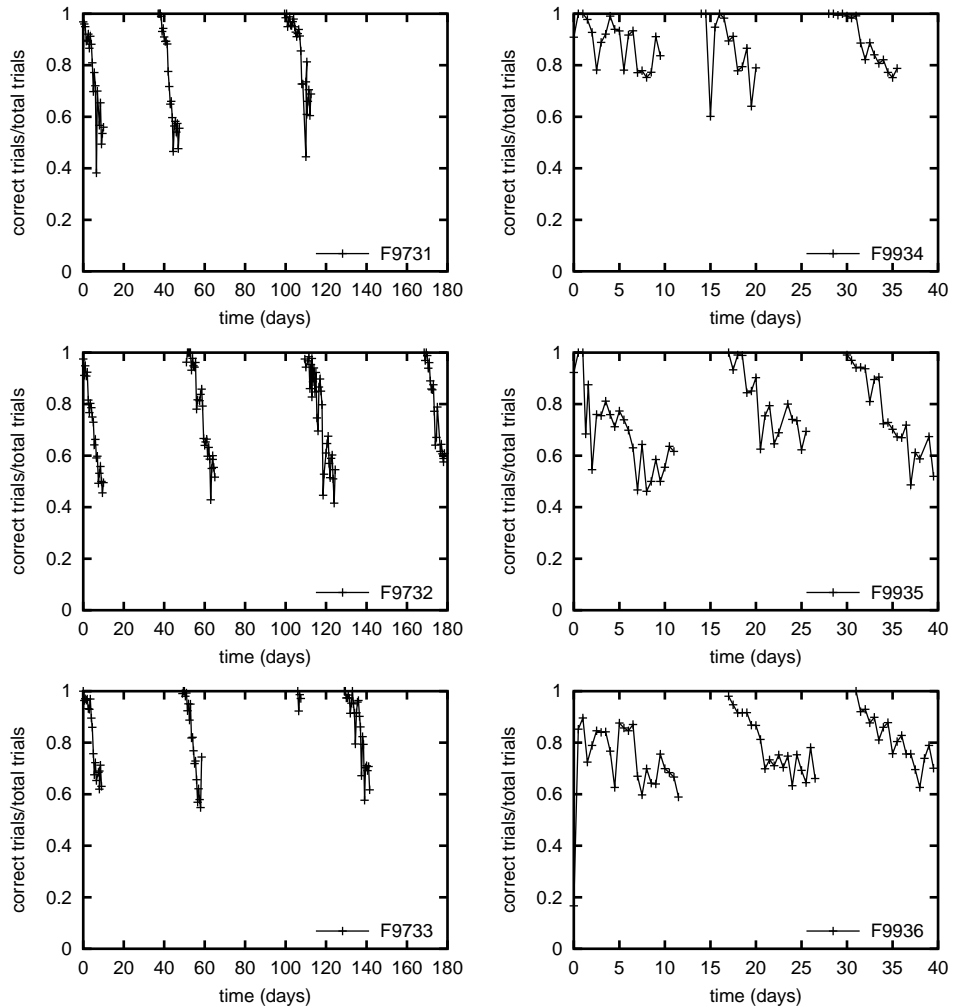 correct trials/total trials
1
0.8
0.6
0.4
0.2
0
F9731
0 20 40 60 80 100 120 140 160 180
time (days)
correct trials/total trials
1
0.8
0.6
0.4
0.2
0
F9934
0 5 10 15 20 25 30 35 40
time (days)
correct trials/total trials
1
0.8
0.6
0.4
0.2
0
F9732
0 20 40 60 80 100 120 140 160 180
time (days)
correct trials/total trials
1
0.8
0.6
0.4
0.2
0
F9935
0 5 10 15 20 25 30 35 40
time (days)
correct trials/total trials
1
0.8
0.6
0.4
0.2
0
F9733
0 20 40 60 80 100 120 140 160 180
time (days)
correct trials/total trials
1
0.8
0.6
0.4
0.2
0
F9936
0 5 10 15 20 25 30 35 40
time (days)